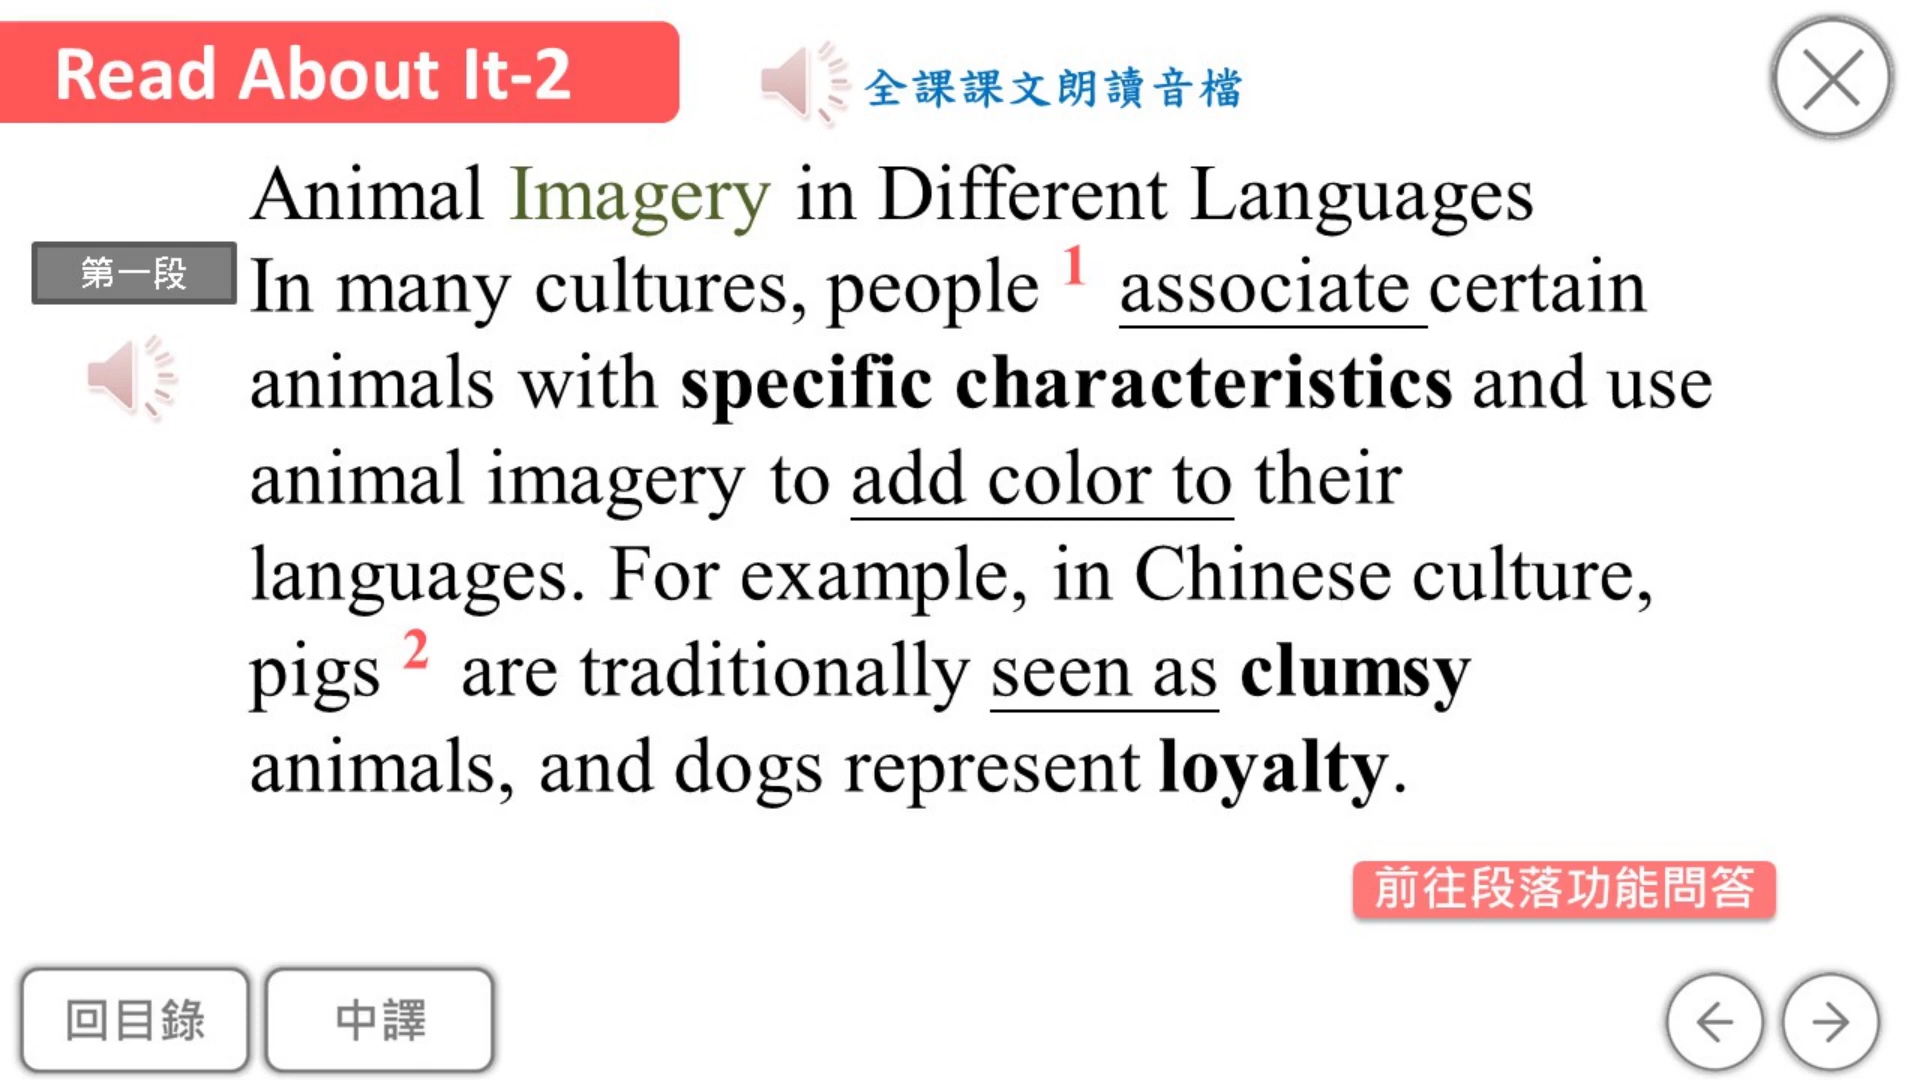 Read About It-2
全課課文朗讀音檔
Animal Imagery in Different Languages
第一段
In many cultures, people 1 associate certain
animals with specific characteristics and use
animal imagery to add color to their
languages. For example, in Chinese culture,
pigs 2 are traditionally seen as clumsy
animals, and dogs represent loyalty.
前往段落功能問答
回目錄
中譯